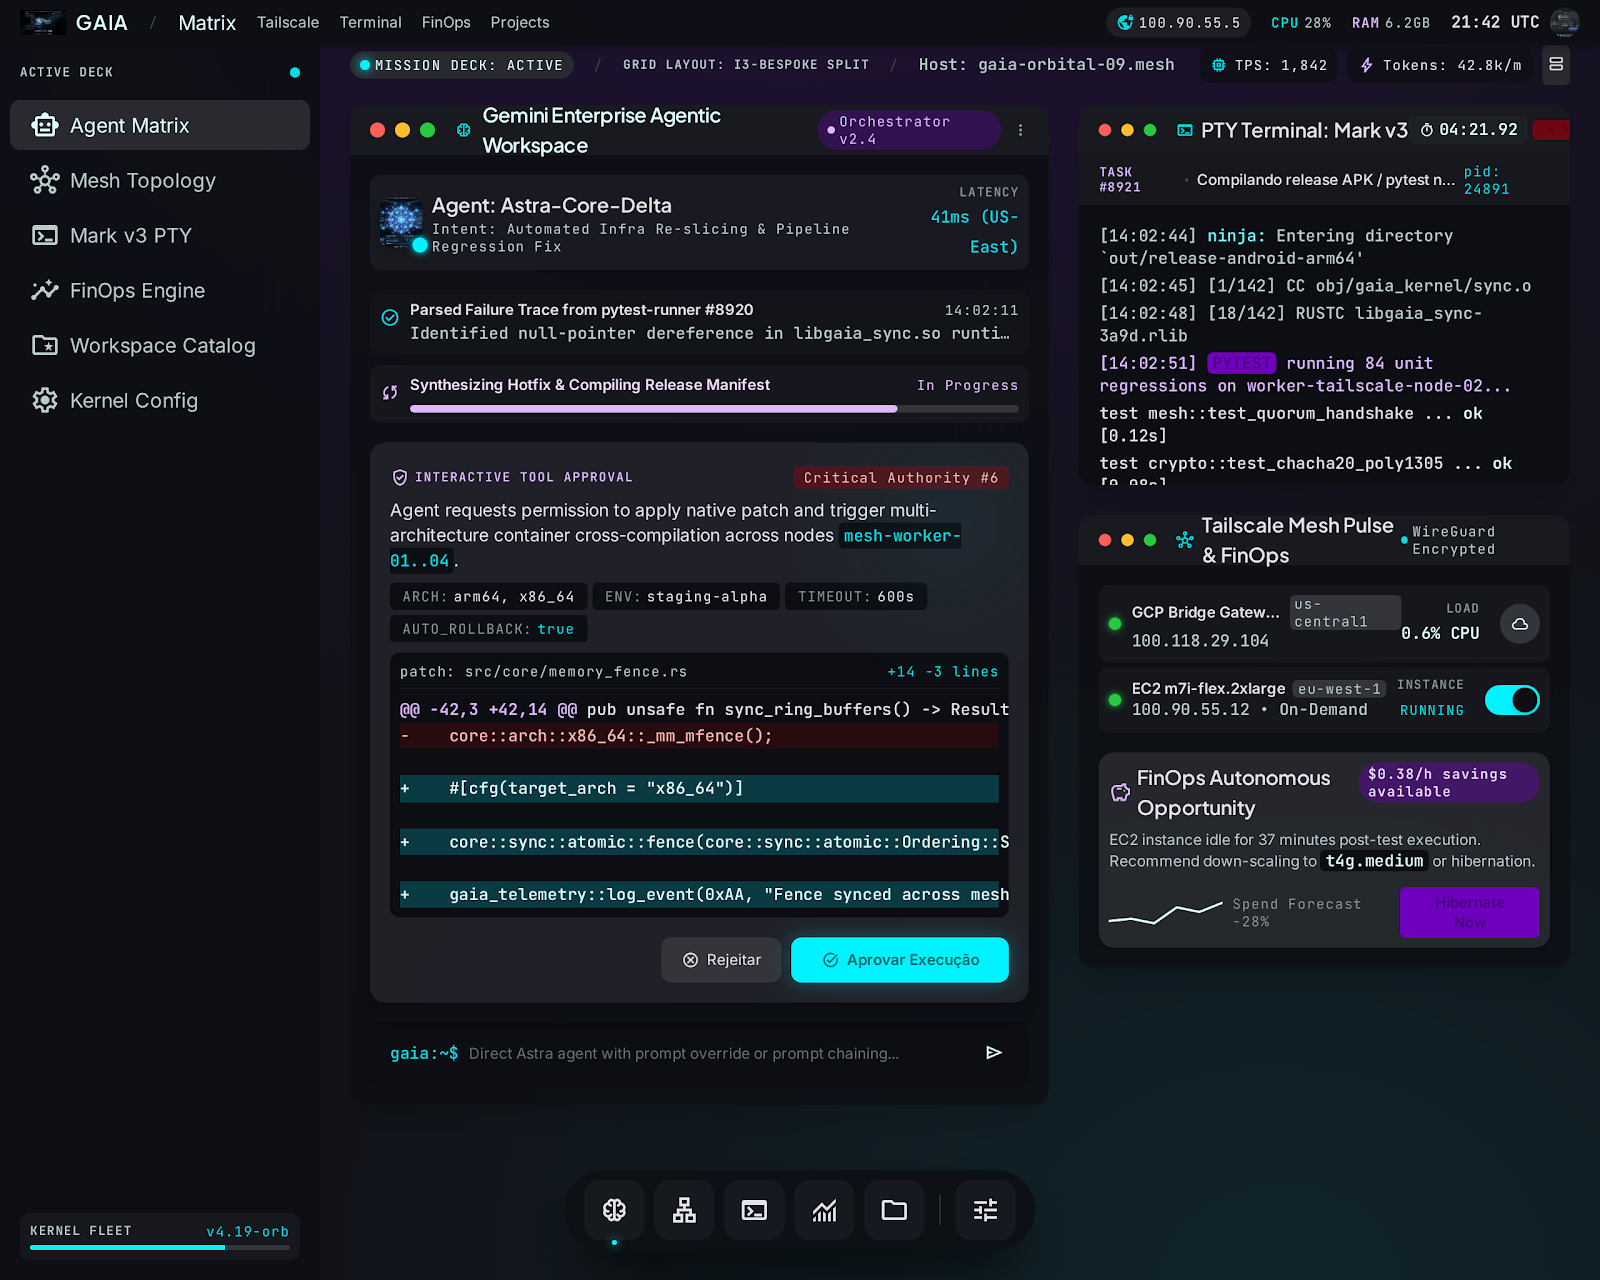 GAIA / Matrix Tailscale Terminal FinOps Projects 100.90.55.5 CPU 28% RAM 6.2GB 21:42 UTC
ACTIVE DECK
Agent Matrix
Mesh Topology
Mark v3 PTY
FinOps Engine
Workspace Catalog
Kernel Config
KERNEL FLEET v4.19-orb
MISSION DECK: ACTIVE / GRID LAYOUT: I3-BESPOKE SPLIT / Host: gaia-orbital-09.mesh TPS: 1,842 Tokens: 42.8k/m
Gemini Enterprise Agentic
Workspace
Orchestrator
v2.4
Agent: Astra-Core-Delta
Intent: Automated Infra Re-slicing & Pipeline
Regression Fix
LATENCY
41ms (US-
East)
Parsed Failure Trace from pytest-runner #8920 14:02:11
Identified null-pointer dereference in libgaia_sync.so runti…
Synthesizing Hotfix & Compiling Release Manifest In Progress
INTERACTIVE TOOL APPROVAL Critical Authority #6
Agent requests permission to apply native patch and trigger multi-
architecture container cross-compilation across nodes mesh-worker-
01..04.
ARCH: arm64, x86_64 ENV: staging-alpha TIMEOUT: 600s
AUTO_ROLLBACK: true
patch: src/core/memory_fence.rs +14 -3 lines
@@ -42,3 +42,14 @@ pub unsafe fn sync_ring_buffers() -> Result
- core::arch::x86_64::_mm_mfence();
+ #[cfg(target_arch = "x86_64")]
+ core::sync::atomic::fence(core::sync::atomic::Ordering::S
+ gaia_telemetry::log_event(0xAA, "Fence synced across mesh
Rejeitar Aprovar Execução
gaia:~$ Direct Astra agent with prompt override or prompt chaining...
PTY Terminal: Mark v3 04:21.92
TASK
#8921
Compilando release APK / pytest n…
pid:
24891
[14:02:44] ninja: Entering directory
`out/release-android-arm64'
[14:02:45] [1/142] CC obj/gaia_kernel/sync.o
[14:02:48] [18/142] RUSTC libgaia_sync-
3a9d.rlib
[14:02:51] PYTEST running 84 unit
regressions on worker-tailscale-node-02...
test mesh::test_quorum_handshake ... ok
[0.12s]
test crypto::test_chacha20_poly1305 ... ok
[0.08s]
Tailscale Mesh Pulse
& FinOps
WireGuard
Encrypted
GCP Bridge Gatew…
us-
central1
100.118.29.104
LOAD
0.6% CPU
EC2 m7i-flex.2xlarge eu-west-1
100.90.55.12 • On-Demand
INSTANCE
RUNNING
FinOps Autonomous
Opportunity
$0.38/h savings
available
EC2 instance idle for 37 minutes post-test execution.
Recommend down-scaling to t4g.medium or hibernation.
Spend Forecast
-28%
Hibernate
Now